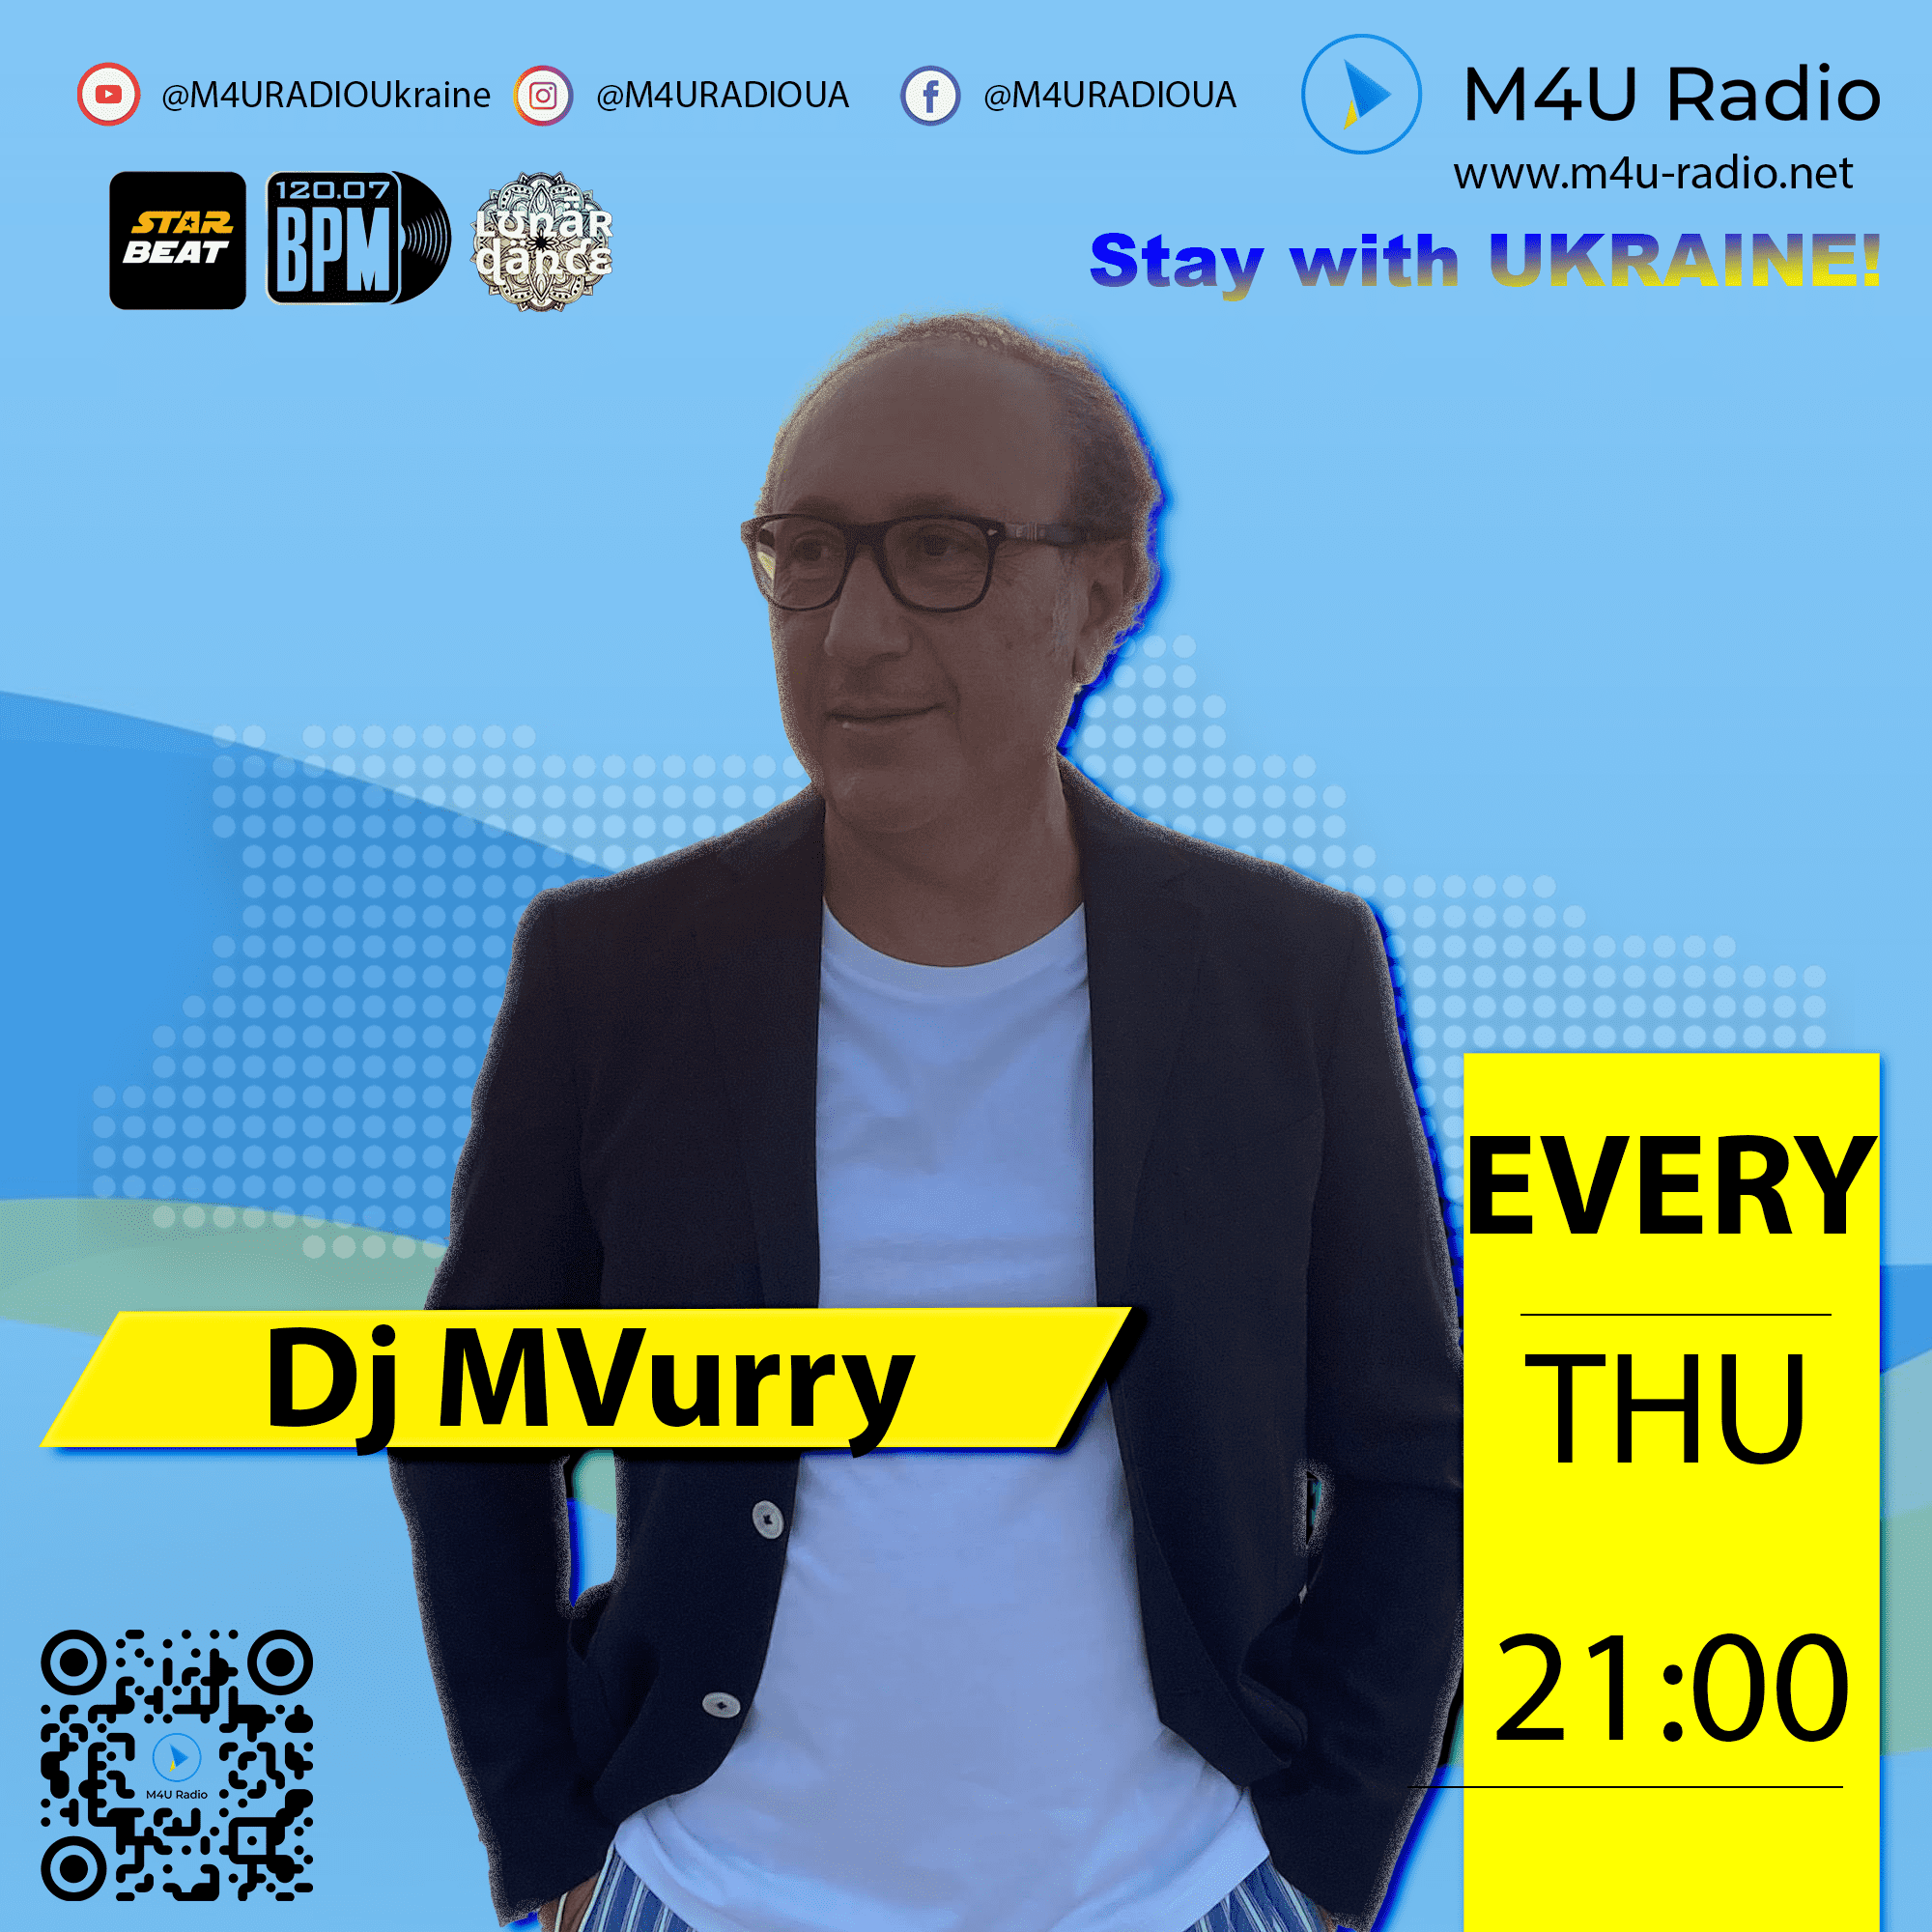 @M4URADIOUkraine
@M4URADIOUA
@M4URADIOUA
M4U Radio
www.m4u-radio.net
STAR
BEAT
120.07
BPM
LUNAR
dance
Stay with UKRAINE!
EVERY
THU
21:00
Dj MVurry
M4U Radio